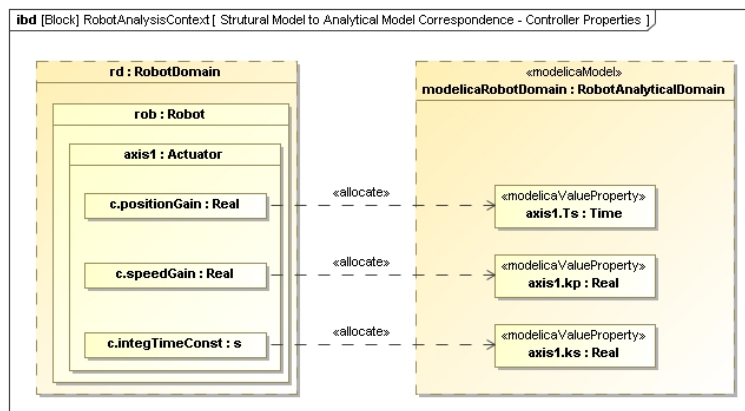 ibd [Block] RobotAnalysisContext[ Strutural Model to Analytical Model Correspondence - Controller Properties ]
rd : RobotDomain
rob : Robot
axis1 : Actuator
c.positionGain : Real
c.speedGain : Real
c.integTimeConst : s
«allocate»
«allocate»
«allocate»
«modelicaModel»
modelicaRobotDomain : RobotAnalyticalDomain
«modelicaValueProperty»
axis1.Ts : Time
«modelicaValueProperty»
axis1.kp : Real
«modelicaValueProperty»
axis1.ks : Real